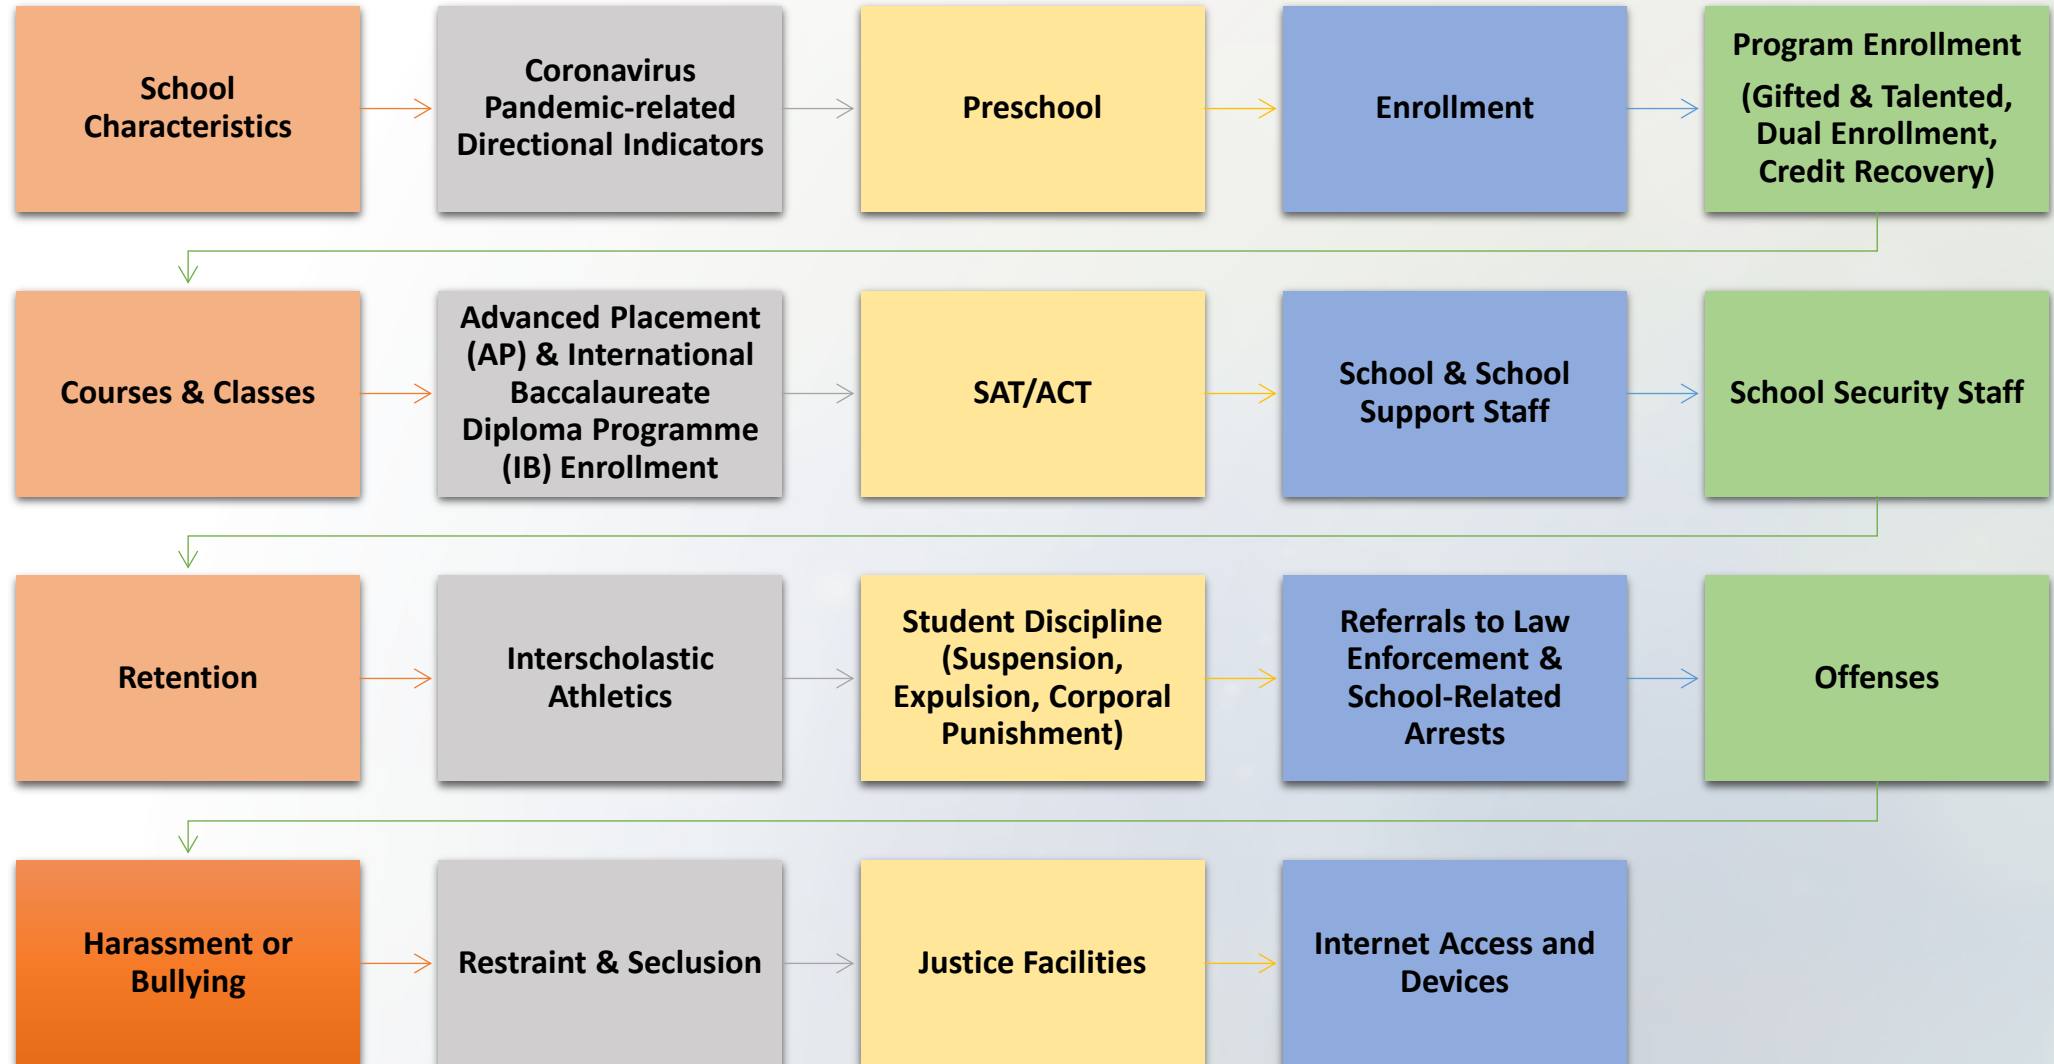 School
Characteristics
Coronavirus
Pandemic-related
Directional Indicators
Preschool
Enrollment
Program Enrollment
(Gifted & Talented,
Dual Enrollment,
Credit Recovery)
Courses & Classes
Advanced Placement
(AP) & International
Baccalaureate
Diploma Programme
(IB) Enrollment
SAT/ACT
School & School
Support Staff
School Security Staff
Retention
Interscholastic
Athletics
Student Discipline
(Suspension,
Expulsion, Corporal
Punishment)
Referrals to Law
Enforcement &
School-Related
Arrests
Offenses
Harassment or
Bullying
Restraint & Seclusion
Justice Facilities
Internet Access and
Devices